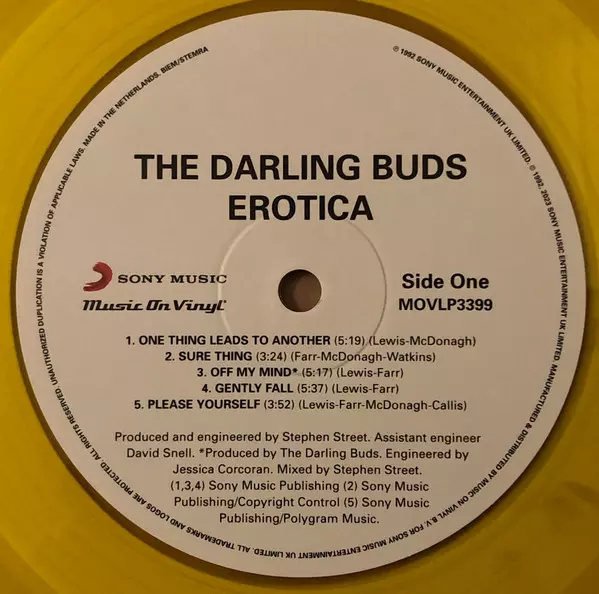 THE DARLING BUDS
EROTICA
SONY MUSIC
Music On Vinyl
Side One
MOVLP3399
1. ONE THING LEADS TO ANOTHER (5:19) (Lewis-McDonagh)
2. SURE THING (3:24) (Farr-McDonagh-Watkins)
3. OFF MY MIND* (5:17) (Lewis-Farr)
4. GENTLY FALL (5:37) (Lewis-Farr)
5. PLEASE YOURSELF (3:52) (Lewis-Farr-McDonagh-Callis)
Produced and engineered by Stephen Street. Assistant engineer
David Snell. *Produced by The Darling Buds. Engineered by
Jessica Corcoran. Mixed by Stephen Street.
(1,3,4) Sony Music Publishing (2) Sony Music
Publishing/Copyright Control (5) Sony Music
Publishing/Polygram Music.
℗ 1992 SONY MUSIC ENTERTAINMENT UK LIMITED. © 1992, 2023 SONY MUSIC ENTERTAINMENT UK LIMITED. MANUFACTURED & DISTRIBUTED BY MUSIC ON VINYL B.V. FOR SONY MUSIC ENTERTAINMENT UK LIMITED. ALL TRADEMARKS AND LOGOS ARE PROTECTED. ALL RIGHTS RESERVED. UNAUTHORIZED DUPLICATION IS A VIOLATION OF APPLICABLE LAWS. MADE IN THE NETHERLANDS. BIEM/STEMRA